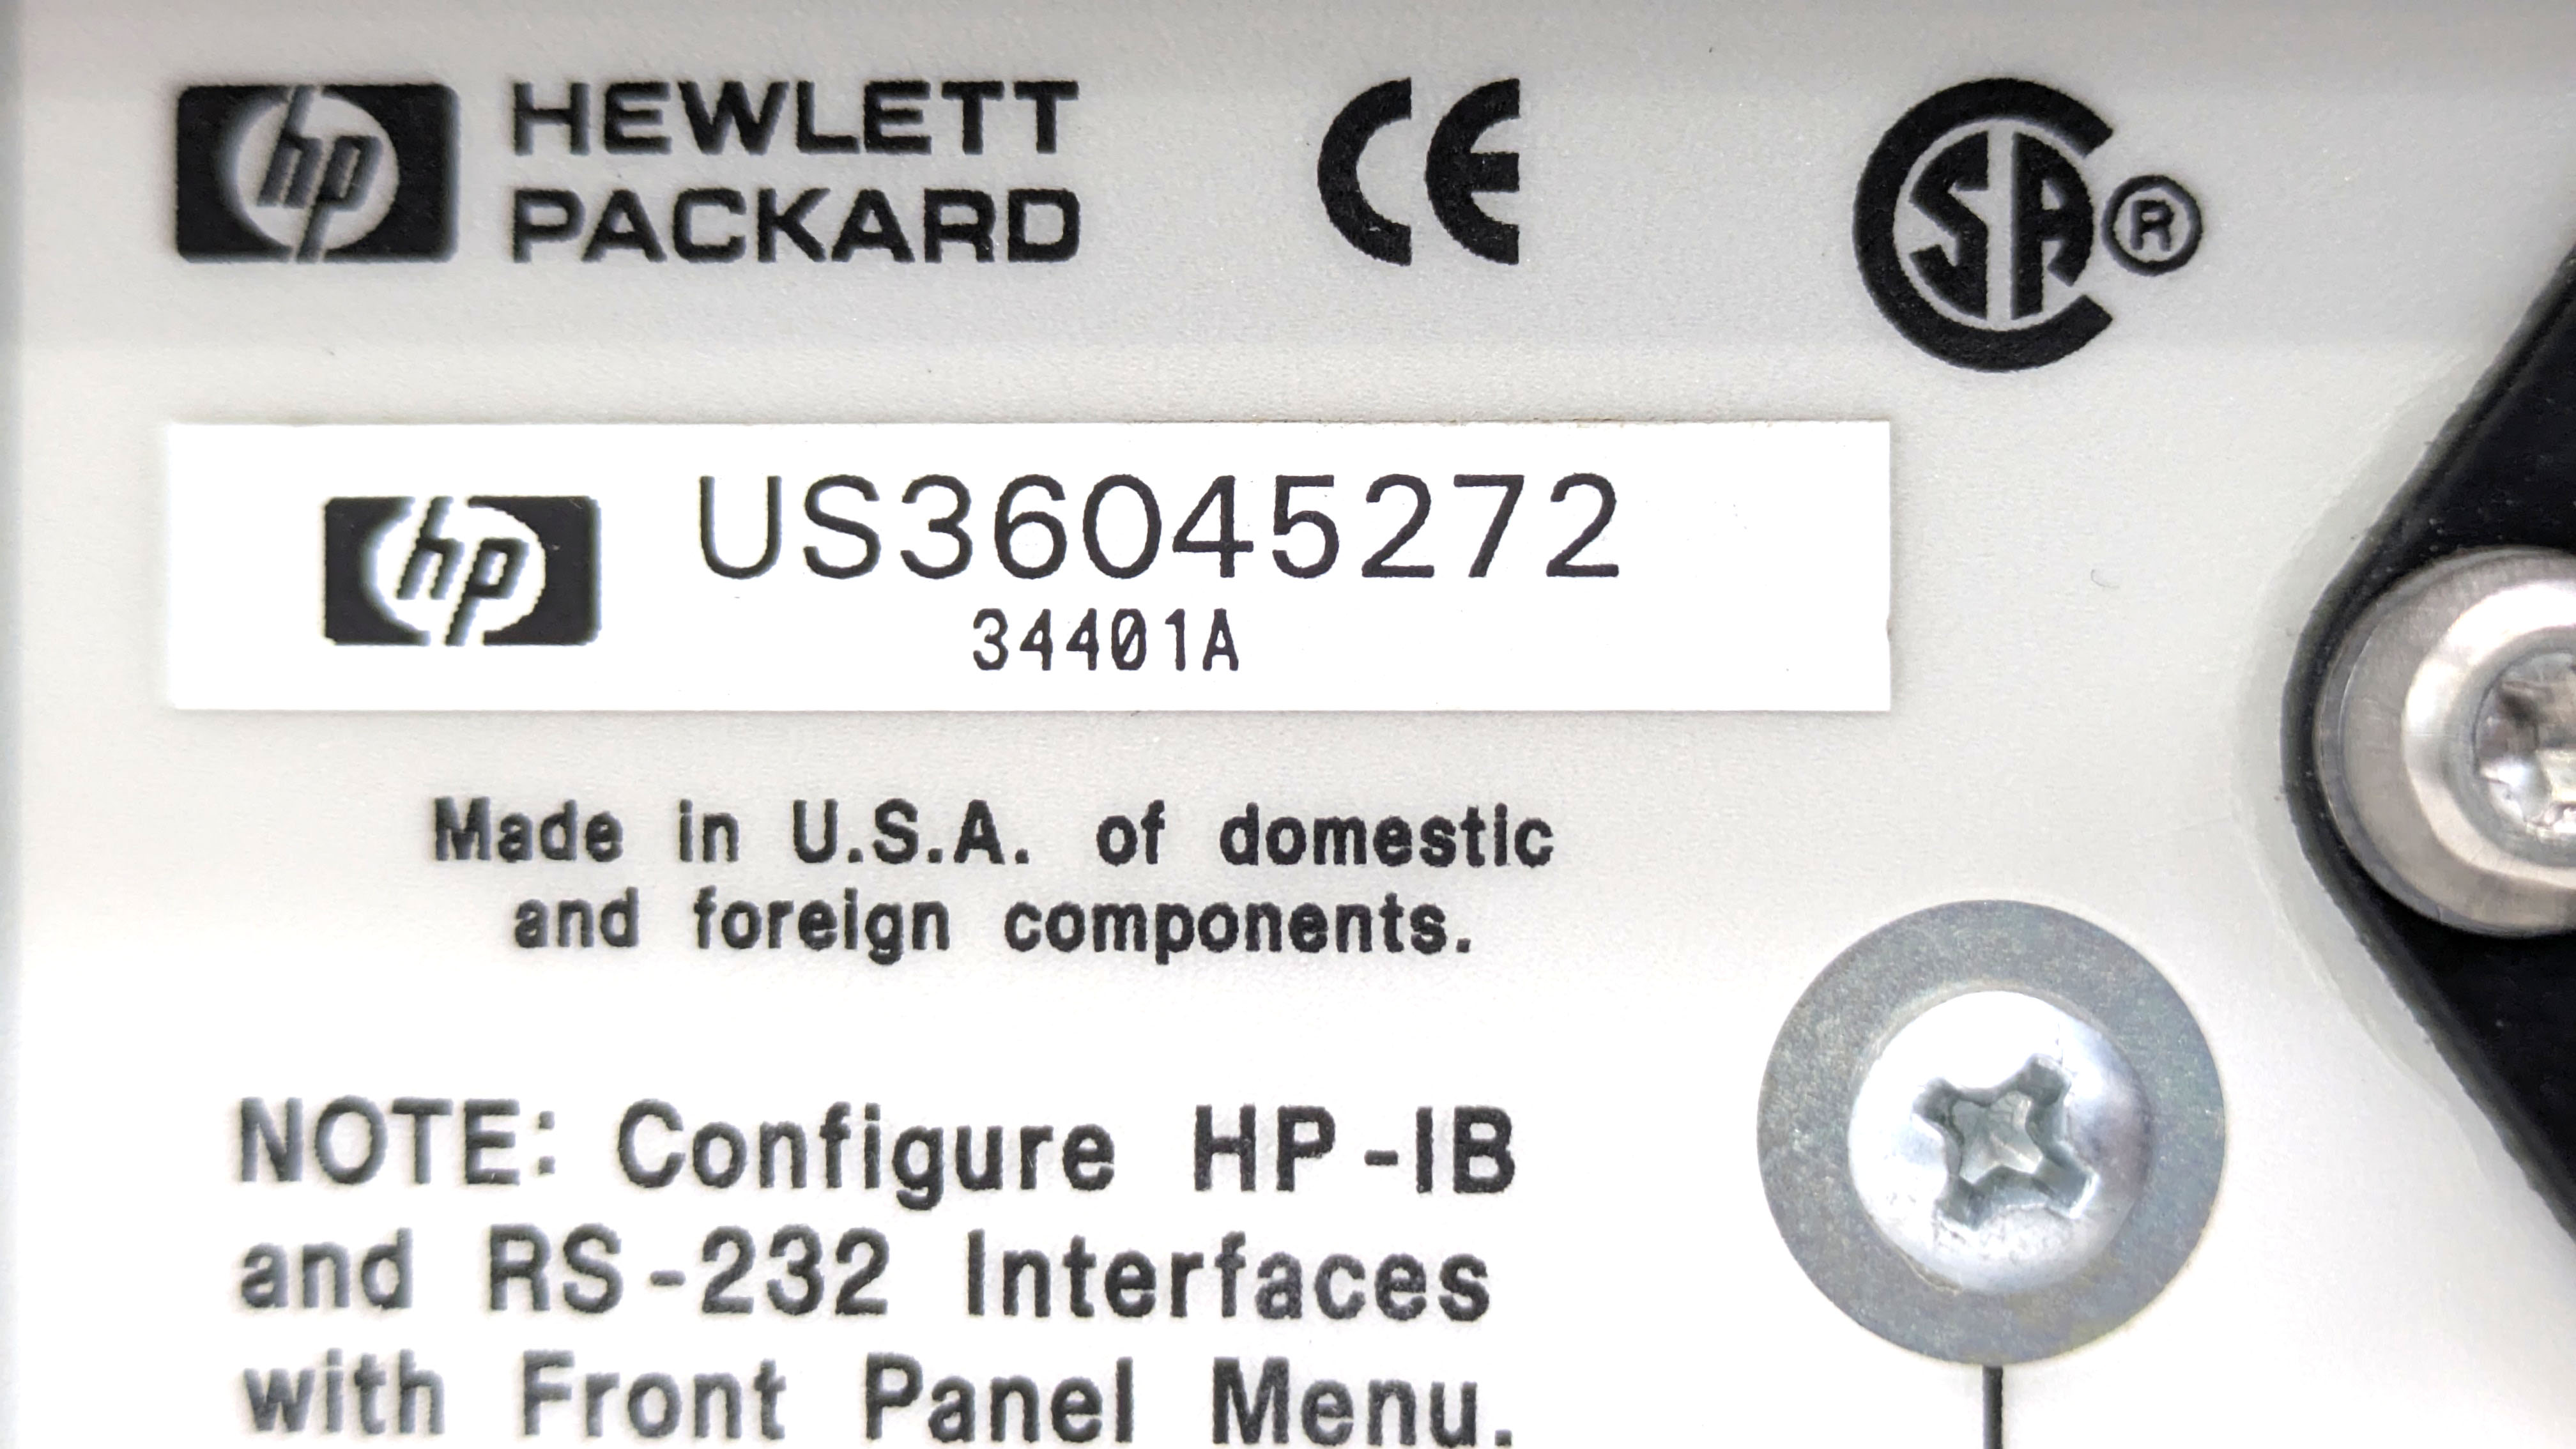 hp HEWLETT
PACKARD
CE
CSA®
hp US36045272
34401A
Made in U.S.A. of domestic
and foreign components.
NOTE: Configure HP-IB
and RS-232 Interfaces
with Front Panel Menu.